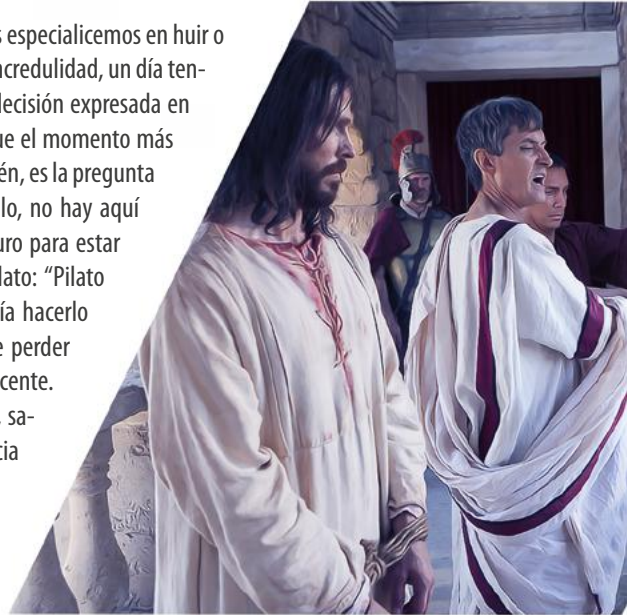 s especialicemos en huir o
ncredulidad, un día ten-
decisión expresada en
ue el momento más
én, es la pregunta
lo, no hay aquí
uro para estar
lato: “Pilato
ía hacerlo
e perder
cente.
sa-
cia